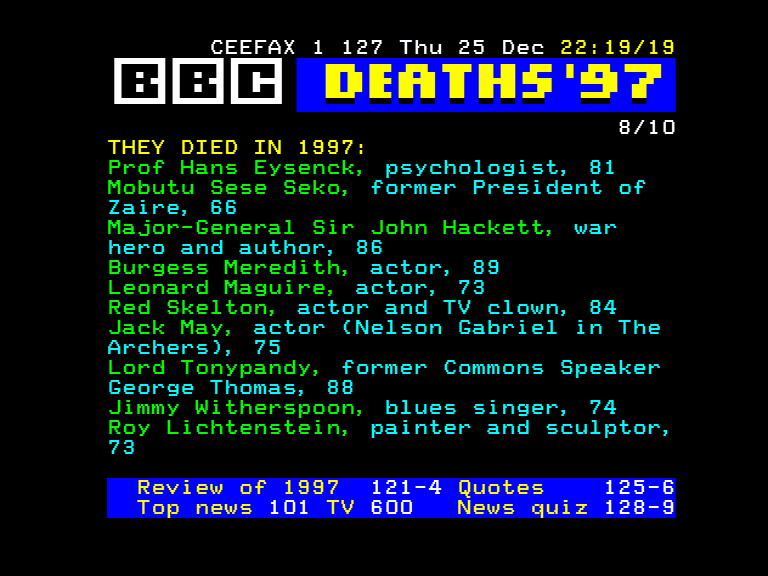 CEEFAX 1 127 Thu 25 Dec 22:19/19
BBC DEATHS'97
8/10
THEY DIED IN 1997:
Prof Hans Eysenck, psychologist, 81
Mobutu Sese Seko, former President of
Zaire, 66
Major-General Sir John Hackett, war
hero and author, 86
Burgess Meredith, actor, 89
Leonard Maguire, actor, 73
Red Skelton, actor and TV clown, 84
Jack May, actor (Nelson Gabriel in The
Archers), 75
Lord Tonypandy, former Commons Speaker
George Thomas, 88
Jimmy Witherspoon, blues singer, 74
Roy Lichtenstein, painter and sculptor,
73
Review of 1997 121-4 Quotes 125-6
Top news 101 TV 600 News quiz 128-9